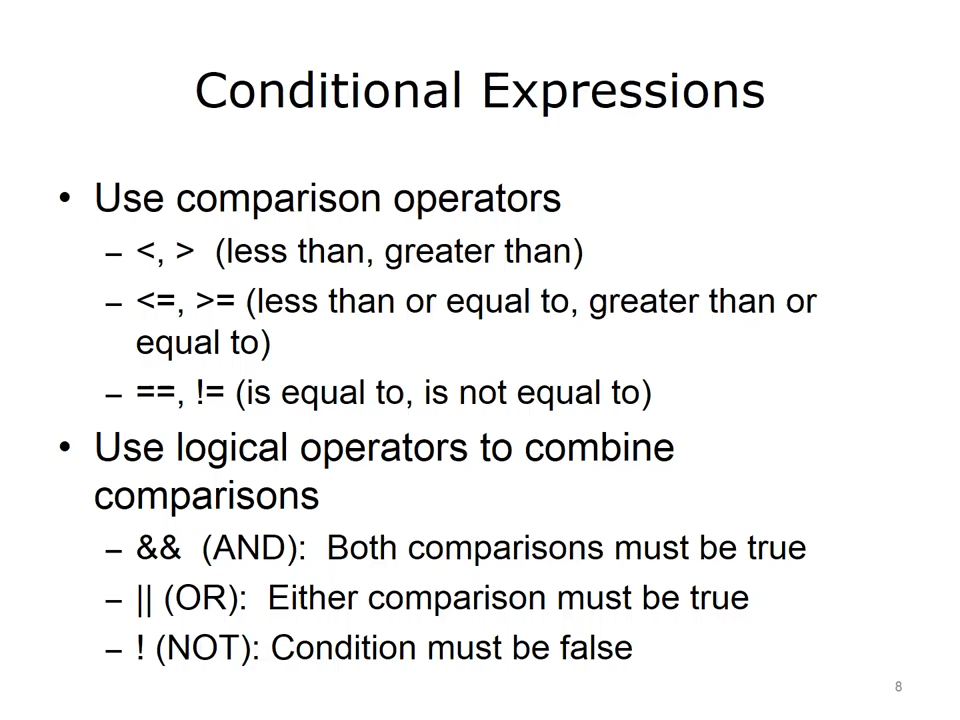 Conditional Expressions
• Use comparison operators
– <, >  (less than, greater than)
– <=, >= (less than or equal to, greater than or
equal to)
– ==, != (is equal to, is not equal to)
• Use logical operators to combine
comparisons
– &&  (AND):  Both comparisons must be true
– || (OR):  Either comparison must be true
– ! (NOT): Condition must be false
8